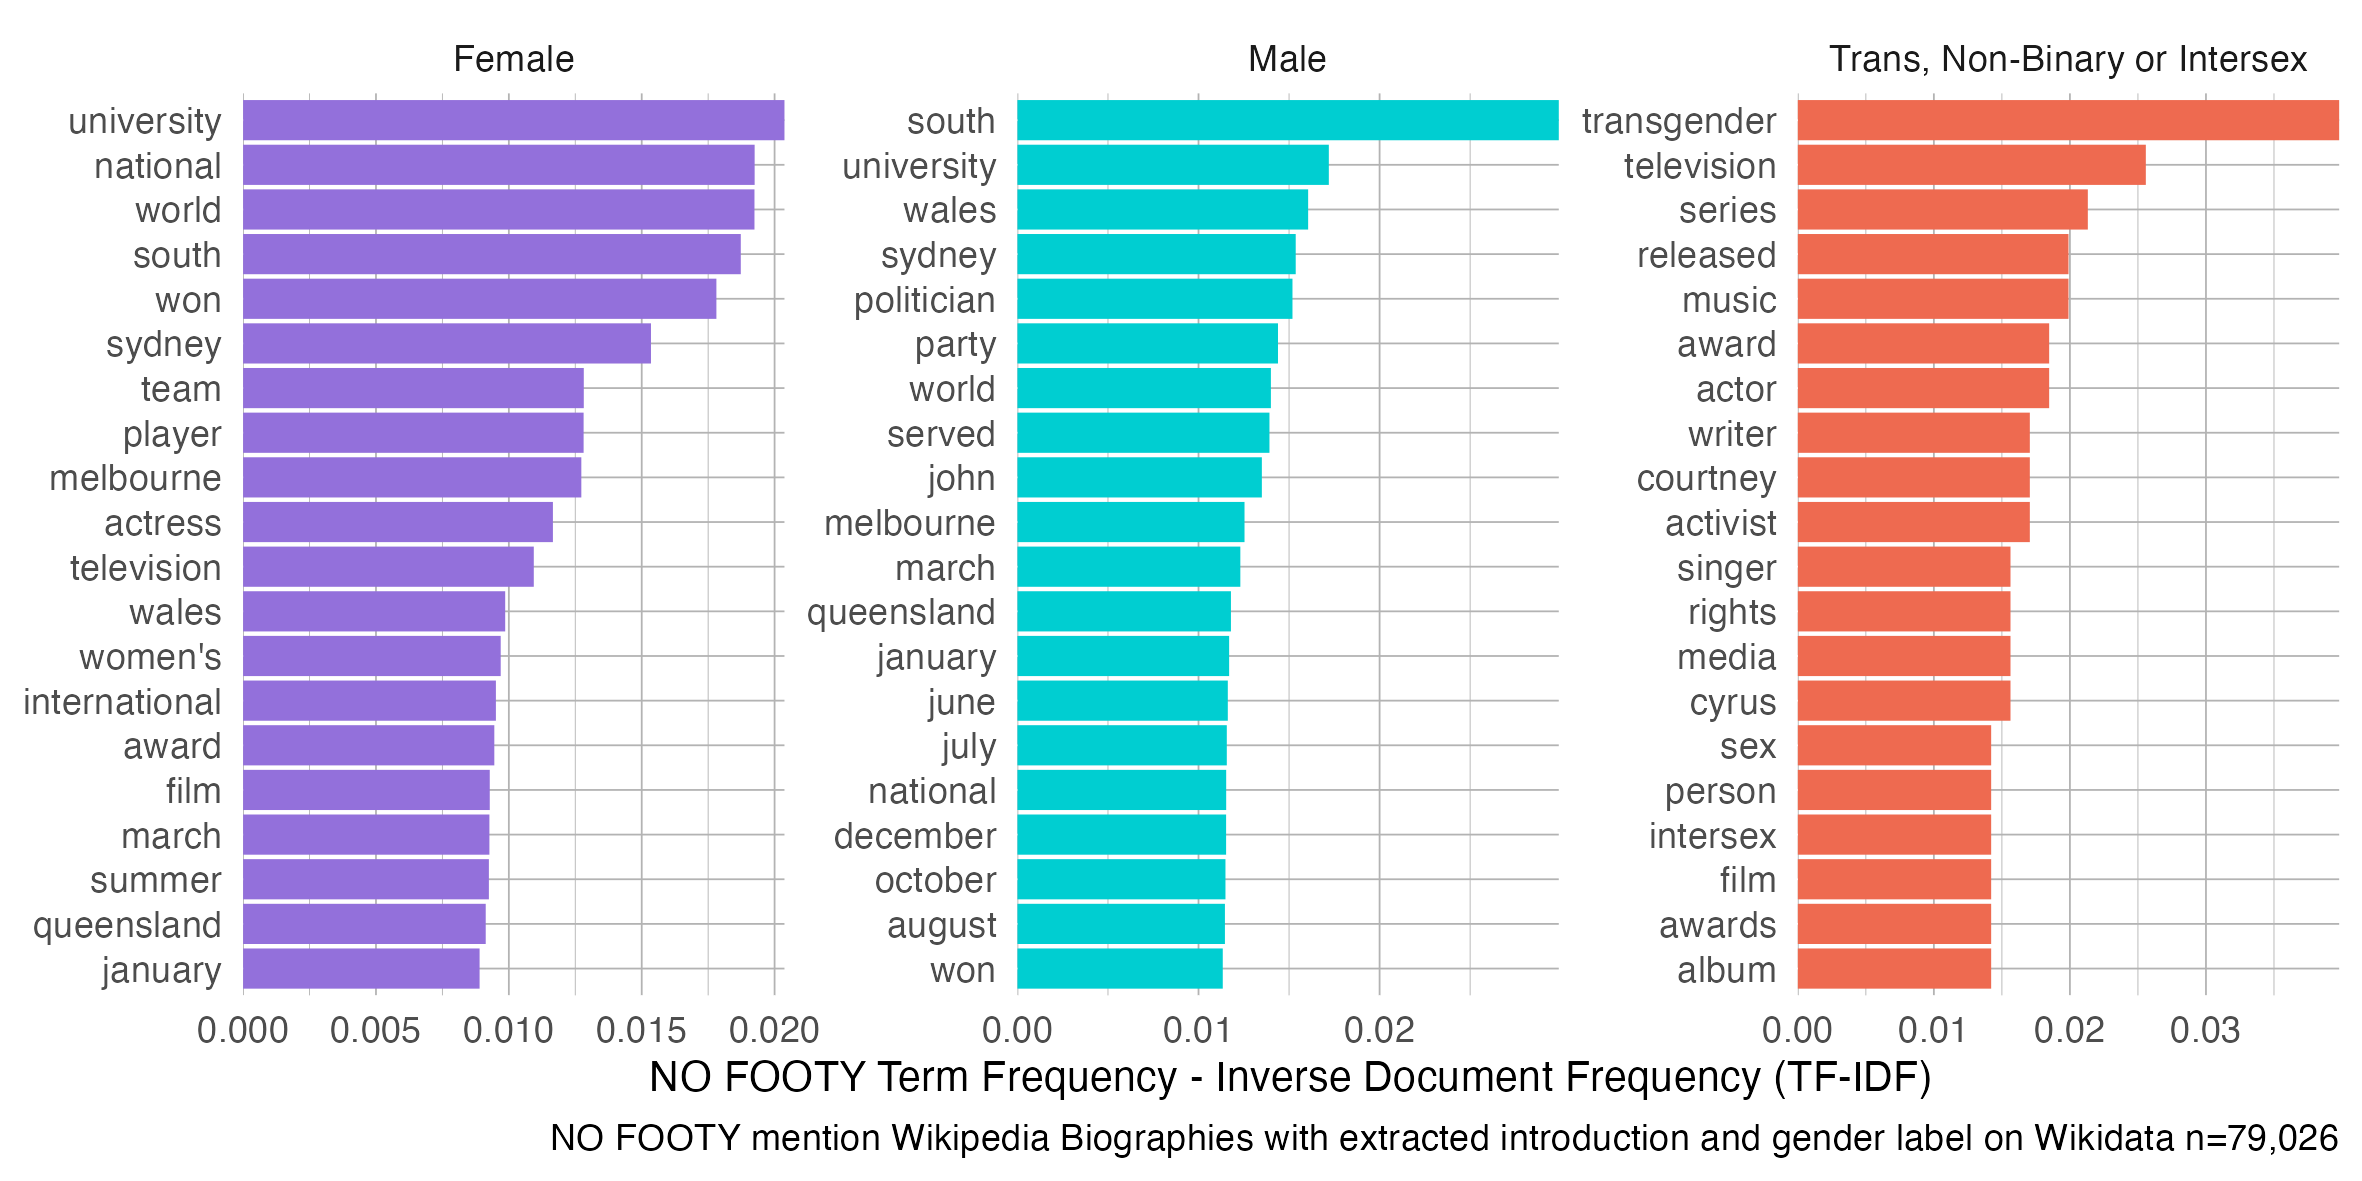 Female
university
national
world
south
won
sydney
team
player
melbourne
actress
television
wales
women's
international
award
film
march
summer
queensland
january
0.000 0.005 0.010 0.015 0.020
Male
south
university
wales
sydney
politician
party
world
served
john
melbourne
march
queensland
january
june
july
national
december
october
august
won
0.00 0.01 0.02
Trans, Non-Binary or Intersex
transgender
television
series
released
music
award
actor
writer
courtney
activist
singer
rights
media
cyrus
sex
person
intersex
film
awards
album
0.00 0.01 0.02 0.03
NO FOOTY Term Frequency - Inverse Document Frequency (TF-IDF)
NO FOOTY mention Wikipedia Biographies with extracted introduction and gender label on Wikidata n=79,026